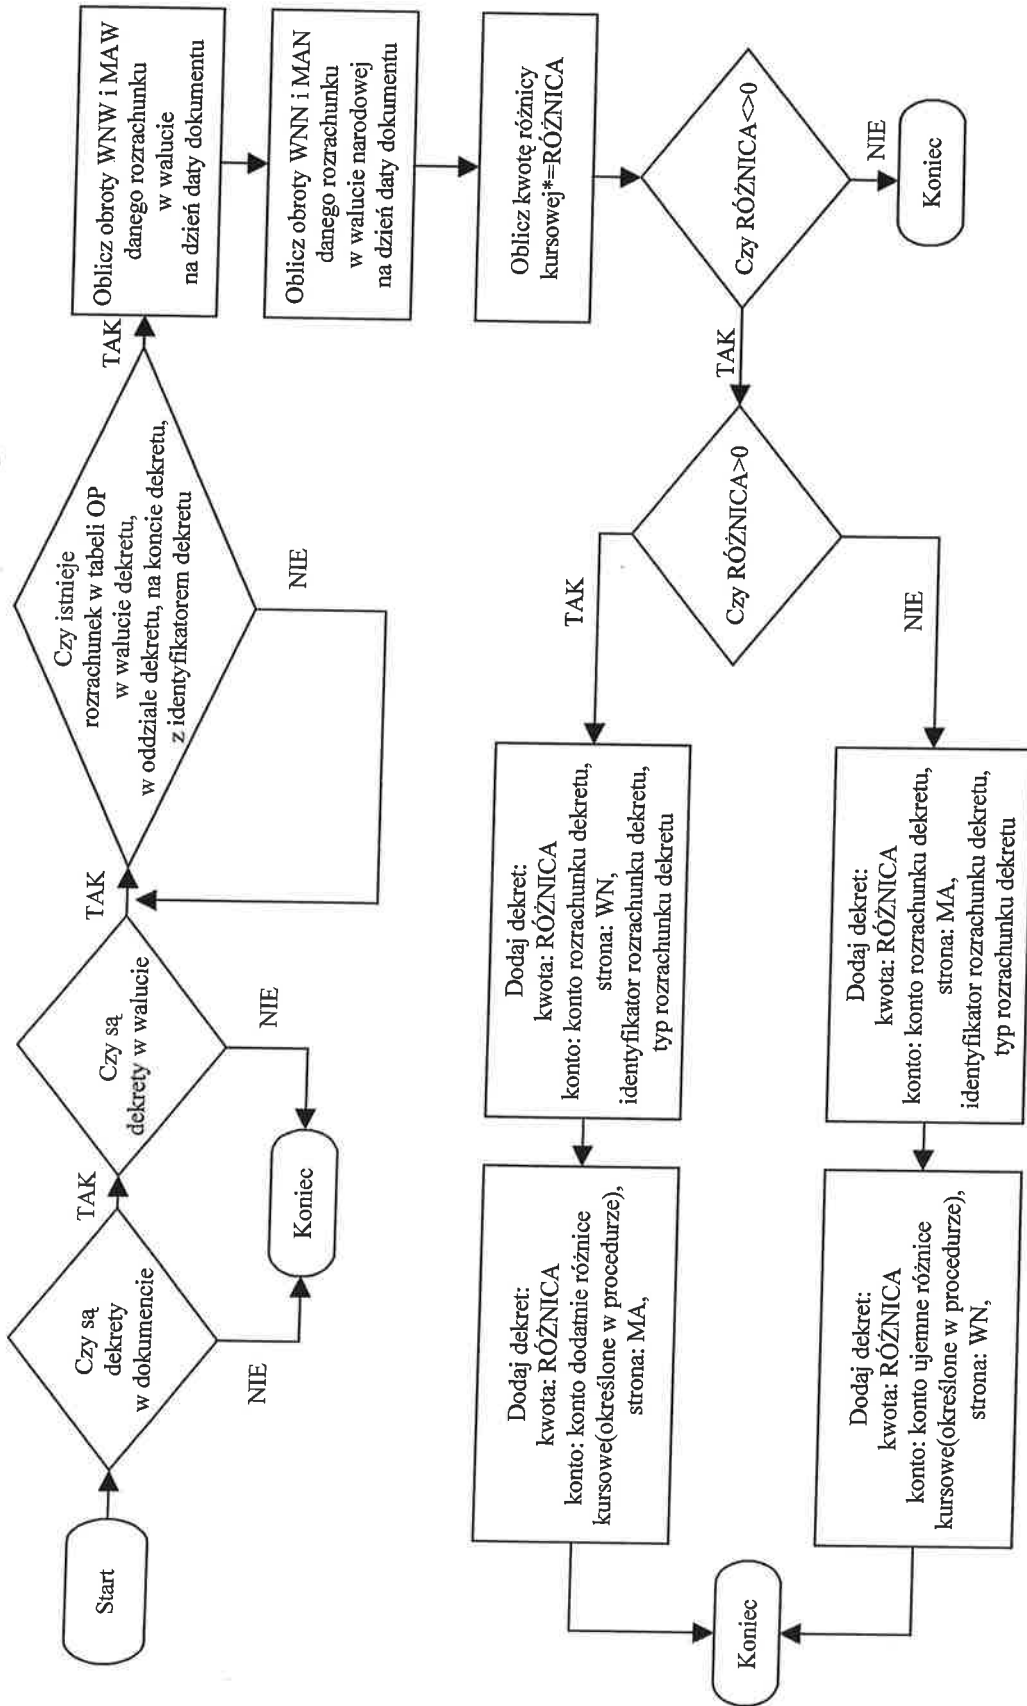 Start
Czy są
dekrety
w dokumencie
TAK
NIE
Czy są
dekrety w walucie
TAK
NIE
Koniec
Czy istnieje
rozrachunek w tabeli OP
w walucie dekretu,
w oddziale dekretu, na koncie dekretu,
z identyfikatorem dekretu
TAK
NIE
Oblicz obroty WNW i MAW
danego rozrachunku
w walucie
na dzień daty dokumentu
Oblicz obroty WNN i MAN
danego rozrachunku
w walucie narodowej
na dzień daty dokumentu
Oblicz kwotę różnicy
kursowej*=RÓŻNICA
Czy RÓŻNICA<>0
NIE
Koniec
TAK
Czy RÓŻNICA>0
TAK
NIE
Dodaj dekret:
kwota: RÓŻNICA
konto: konto rozrachunku dekretu,
strona: WN,
identyfikator rozrachunku dekretu,
typ rozrachunku dekretu
Dodaj dekret:
kwota: RÓŻNICA
konto: konto dodatnie różnice
kursowe(określone w procedurze),
strona: MA,
Dodaj dekret:
kwota: RÓŻNICA
konto: konto rozrachunku dekretu,
strona: MA,
identyfikator rozrachunku dekretu,
typ rozrachunku dekretu
Dodaj dekret:
kwota: RÓŻNICA
konto: konto ujemne różnice
kursowe(określone w procedurze),
strona: WN,
Koniec